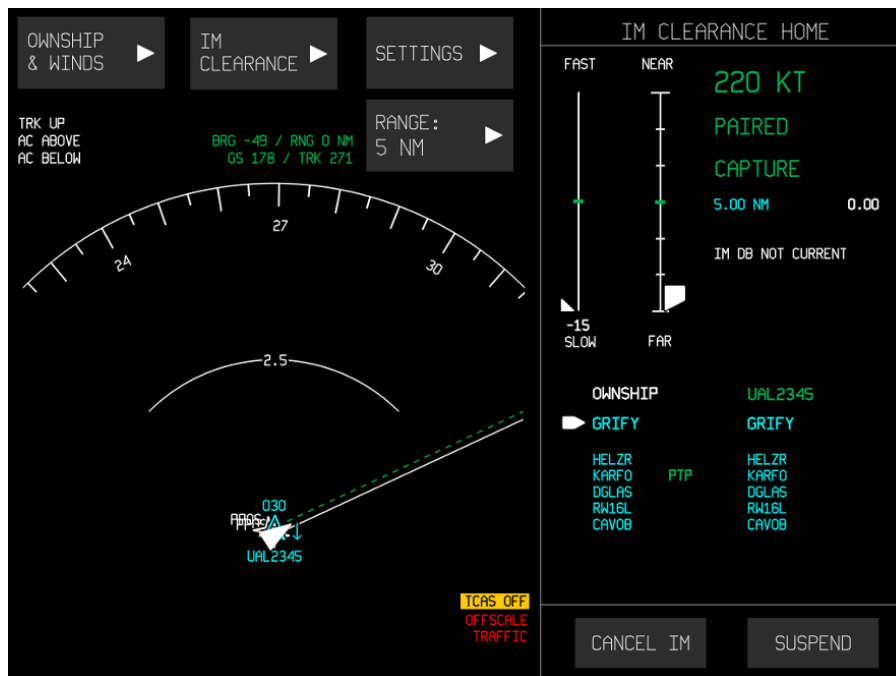 OWNSHIP
& WINDS
IM
CLEARANCE
SETTINGS
RANGE:
5 NM
TRK UP
AC ABOVE
AC BELOW
BRG -49 / RNG 0 NM
GS 178 / TRK 271
24
27
30
2.5
030
UAL2345
TCAS OFF
OFFSCALE
TRAFFIC
IM CLEARANCE HOME
FAST
NEAR
220 KT
PAIRED
CAPTURE
5.00 NM 0.00
IM DB NOT CURRENT
-15
SLOW
FAR
OWNSHIP UAL2345
GRIFY GRIFY
HELZR HELZR
KARFO PTP KARFO
DGLAS DGLAS
RW16L RW16L
CAVOB CAVOB
CANCEL IM
SUSPEND